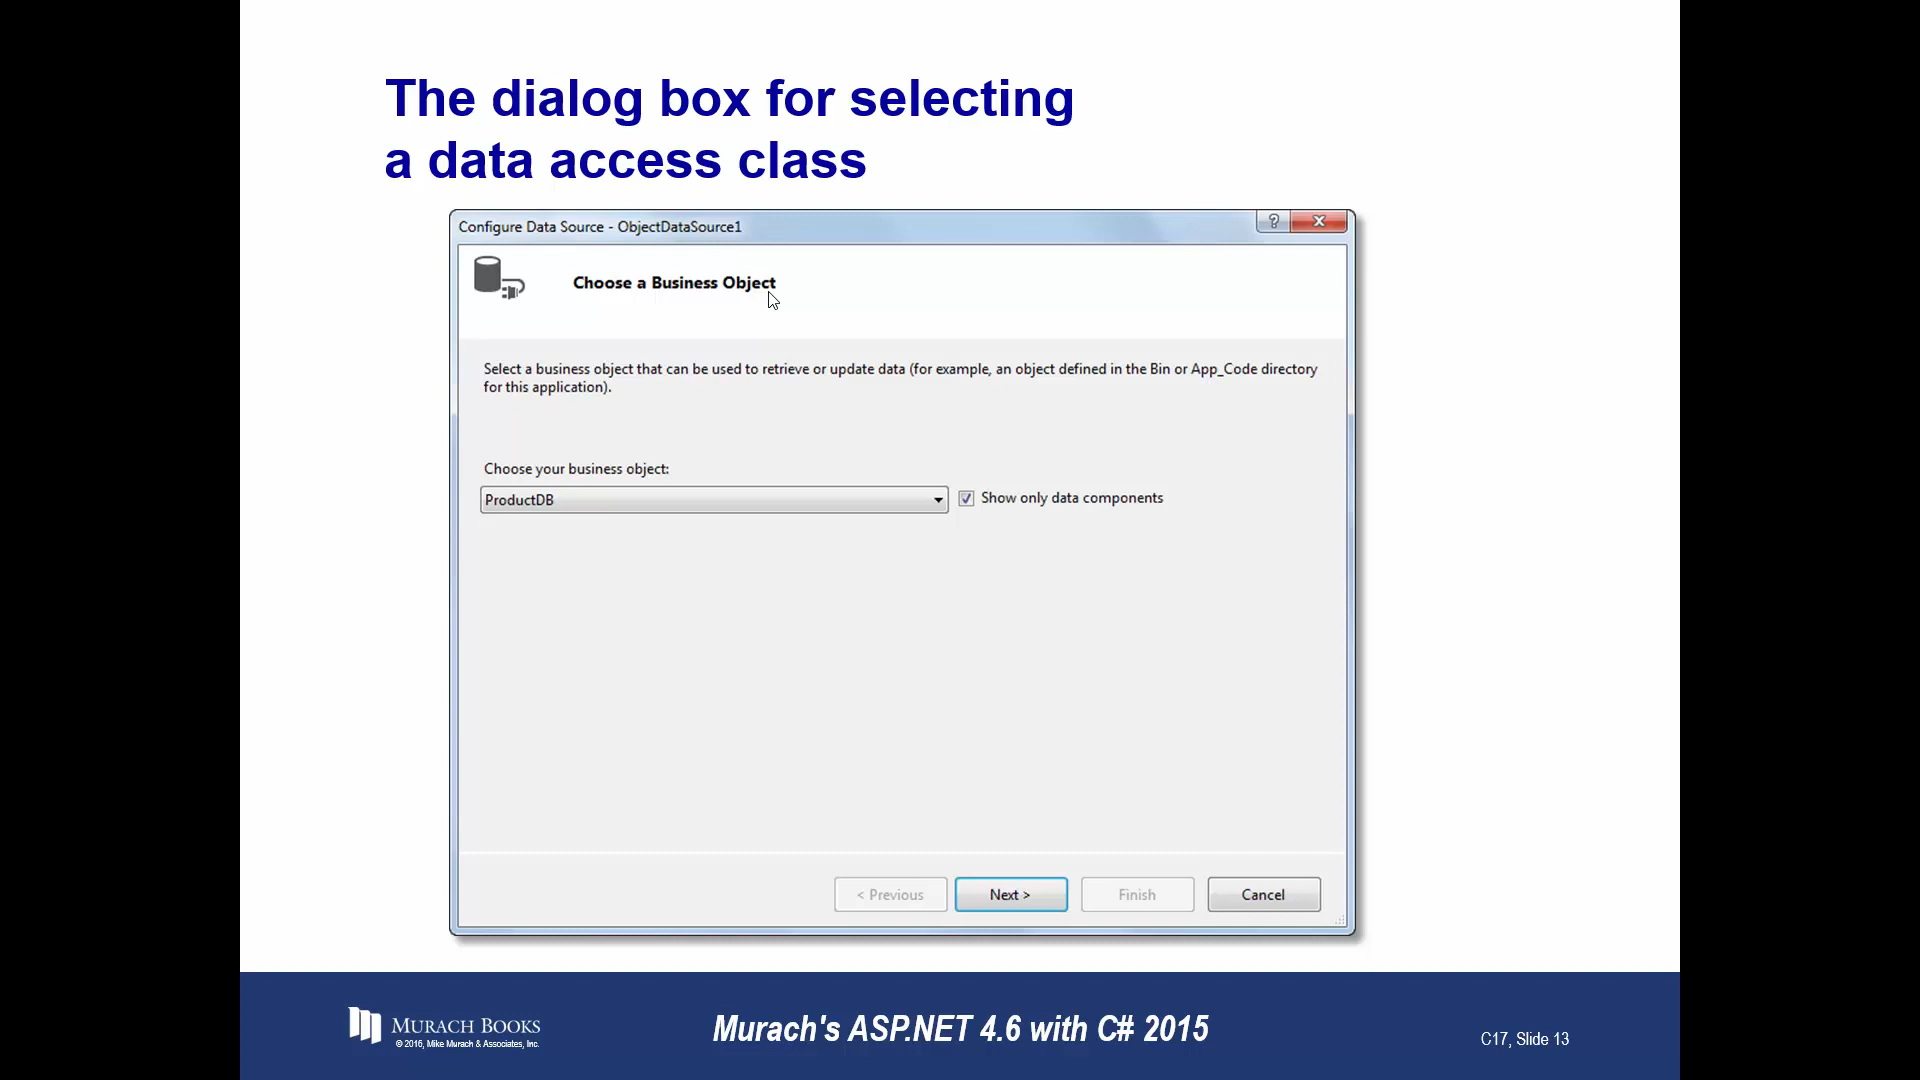 The dialog box for selecting
a data access class
Configure Data Source - ObjectDataSource1
?
Choose a Business Object
Select a business object that can be used to retrieve or update data (for example, an object defined in the Bin or App_Code directory
for this application).
Choose your business object:
ProductDB
Show only data components
< Previous
Next >
Finish
Cancel
MURACH BOOKS
© 2016, Mike Murach & Associates, Inc.
Murach's ASP.NET 4.6 with C# 2015
C17, Slide 13